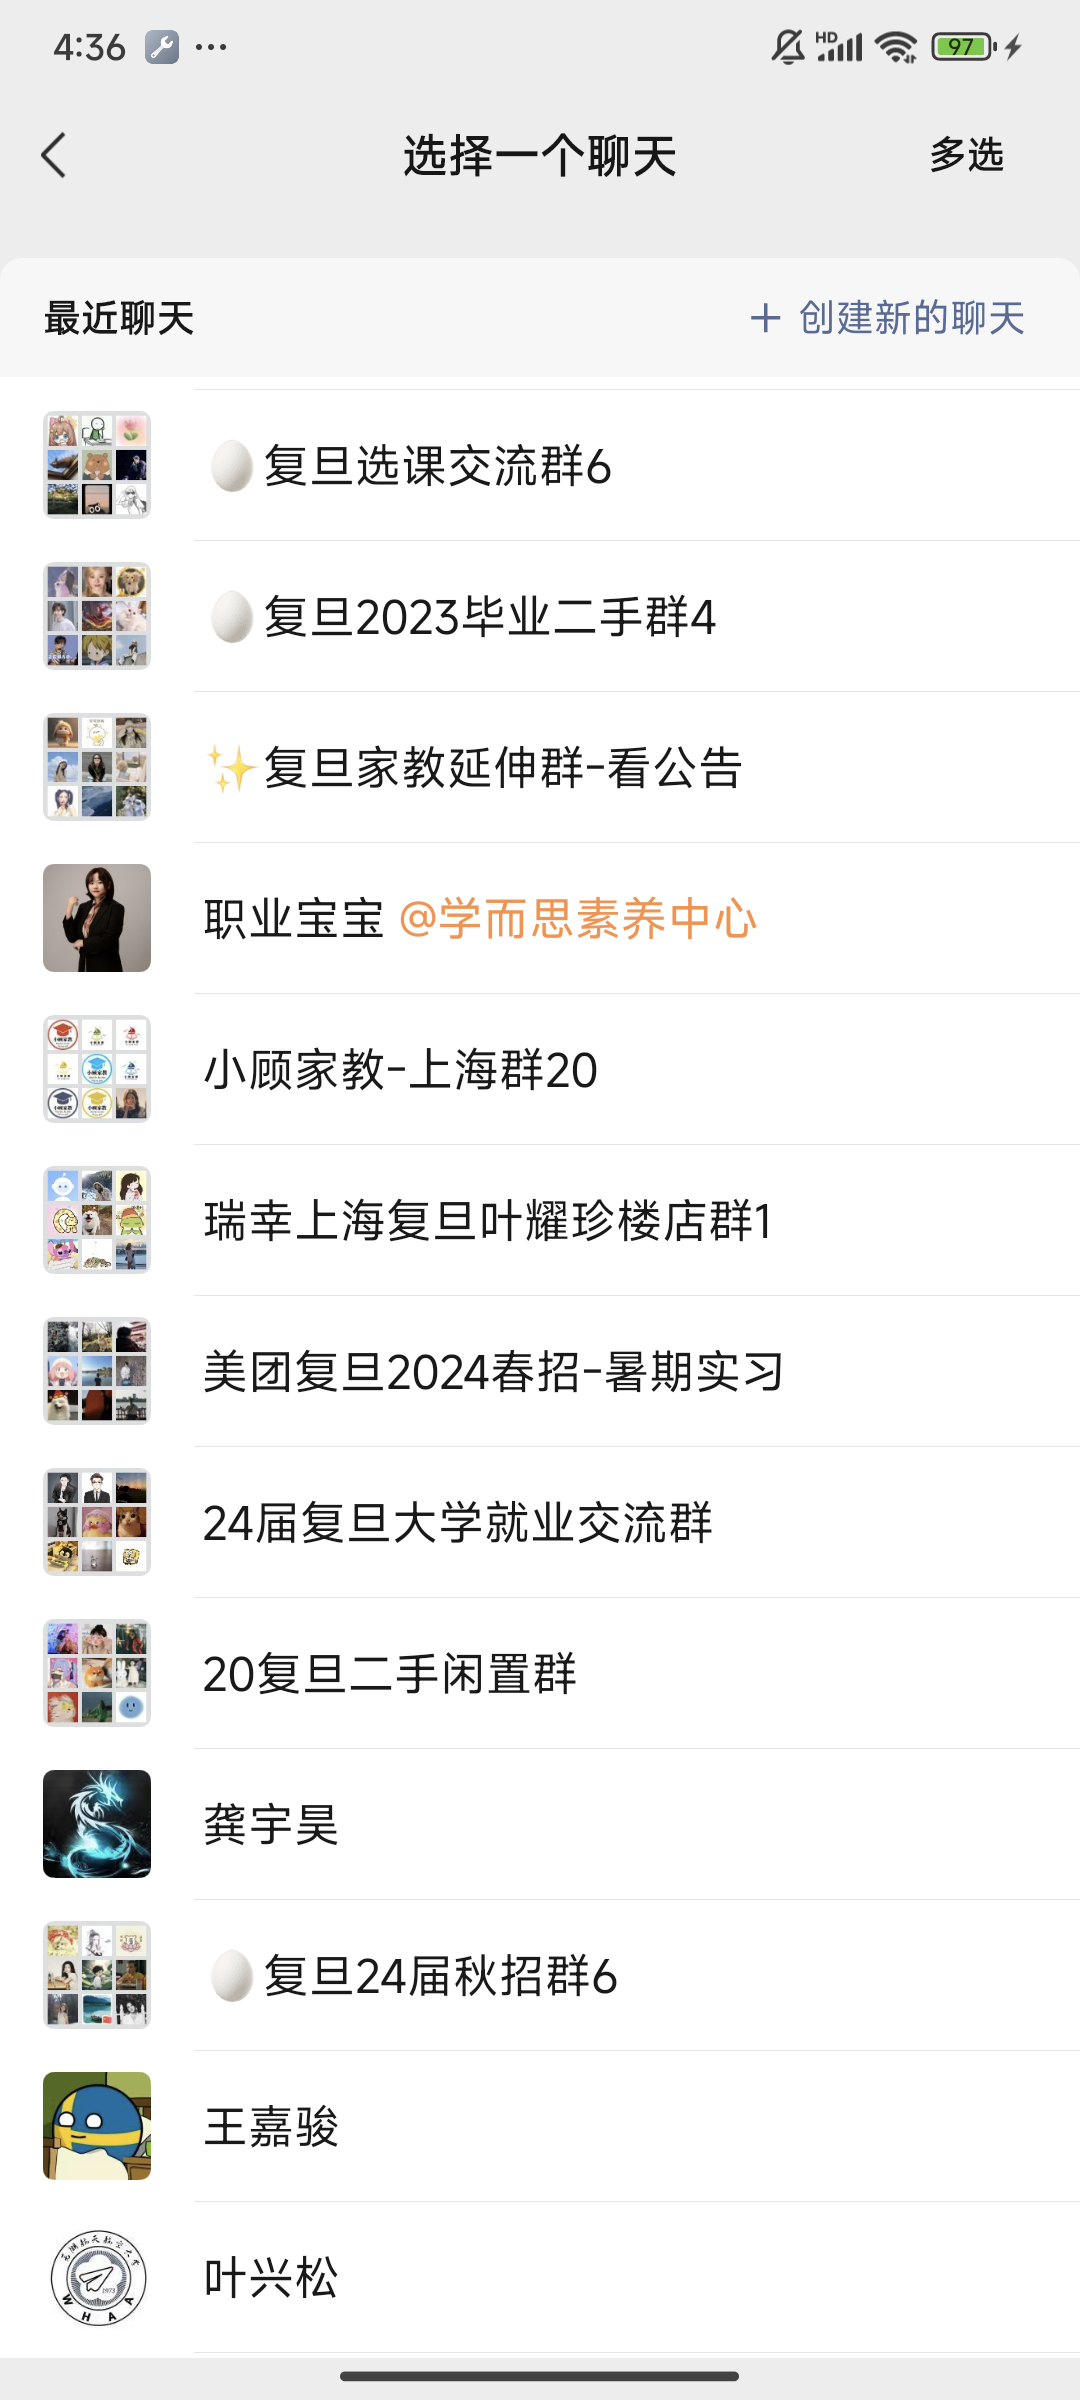 4:36
HD
97
选择一个聊天
多选
最近聊天
+ 创建新的聊天
🥚复旦选课交流群6
🥚复旦2023毕业二手群4
✨复旦家教延伸群-看公告
职业宝宝 @学而思素养中心
小顾家教-上海群20
瑞幸上海复旦叶耀珍楼店群1
美团复旦2024春招-暑期实习
24届复旦大学就业交流群
20复旦二手闲置群
龚宇昊
🥚复旦24届秋招群6
王嘉骏
叶兴松
1973
WHAA